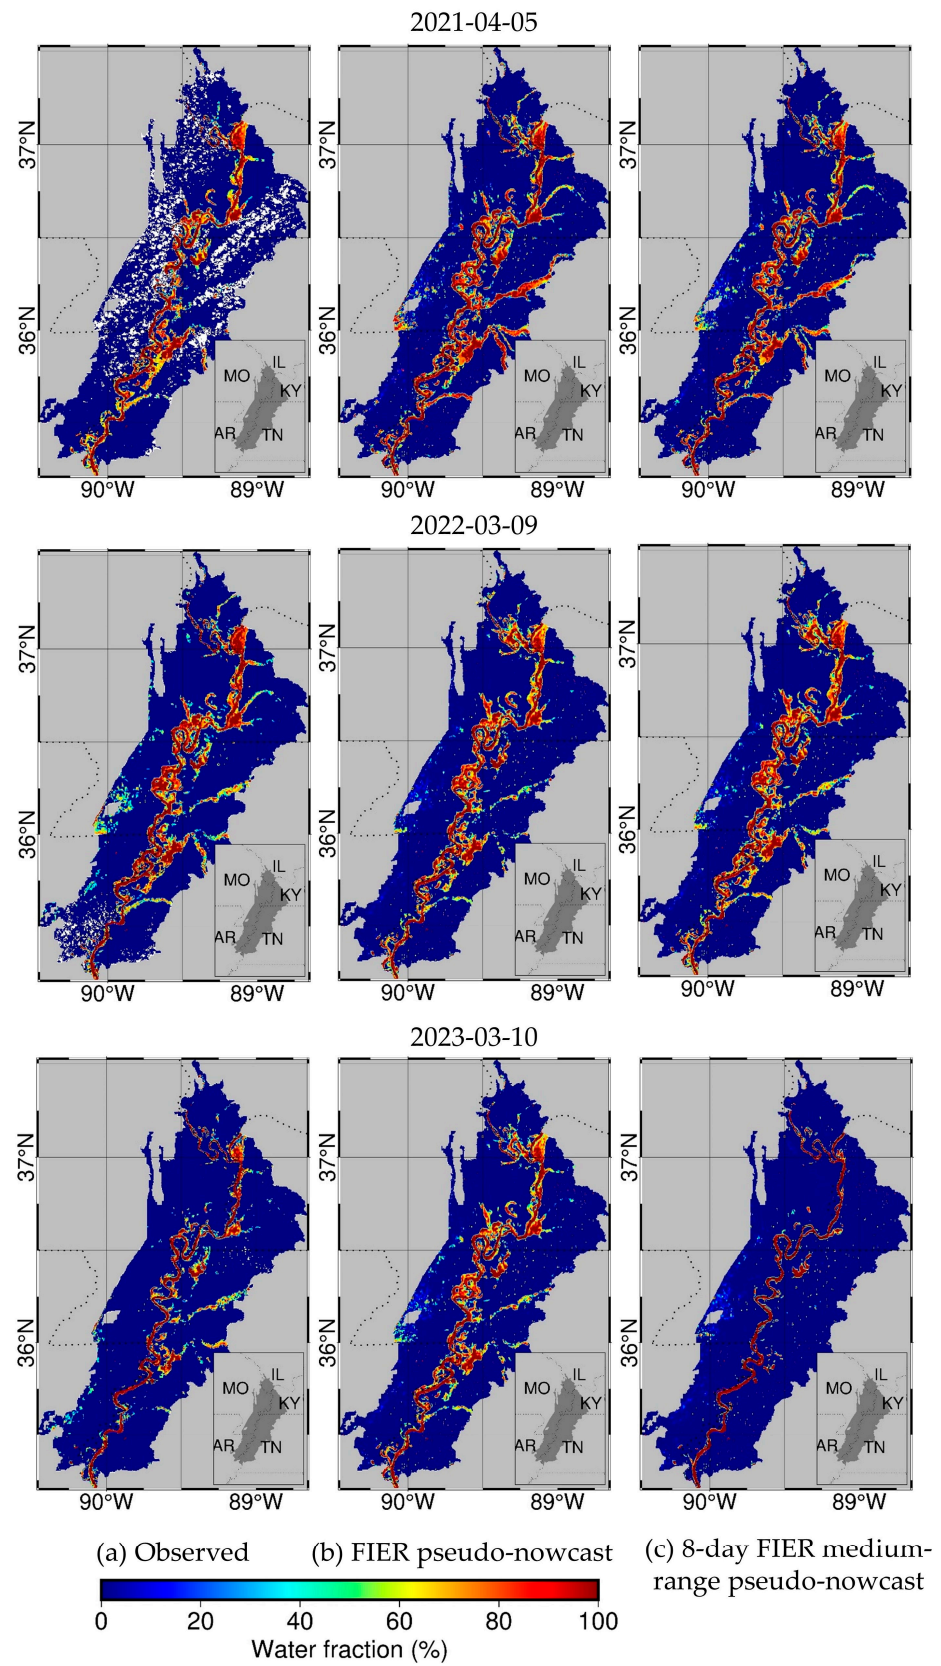 2021-04-05
37°N
36°N
MO
IL
KY
AR
TN
90°W
89°W
37°N
36°N
MO
IL
KY
AR
TN
90°W
89°W
37°N
36°N
MO
IL
KY
AR
TN
90°W
89°W
2022-03-09
37°N
36°N
MO
IL
KY
AR
TN
90°W
89°W
37°N
36°N
MO
IL
KY
AR
TN
90°W
89°W
37°N
36°N
MO
IL
KY
AR
TN
90°W
89°W
2023-03-10
37°N
36°N
MO
IL
KY
AR
TN
90°W
89°W
37°N
36°N
MO
IL
KY
AR
TN
90°W
89°W
37°N
36°N
MO
IL
KY
AR
TN
90°W
89°W
(a) Observed
(b) FIER pseudo-nowcast
(c) 8-day FIER medium-
range pseudo-nowcast
0 20 40 60 80 100
Water fraction (%)